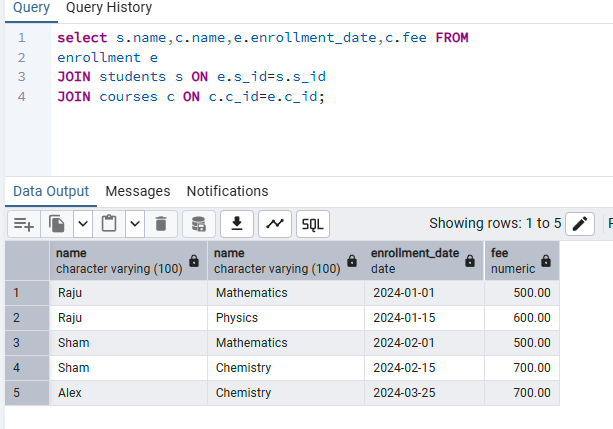 Query Query History
1 select s.name,c.name,e.enrollment_date,c.fee FROM
2 enrollment e
3 JOIN students s ON e.s_id=s.s_id
4 JOIN courses c ON c.c_id=e.c_id;
Data Output Messages Notifications
SQL Showing rows: 1 to 5
name name enrollment_date fee
character varying (100) character varying (100) date numeric
1 Raju Mathematics 2024-01-01 500.00
2 Raju Physics 2024-01-15 600.00
3 Sham Mathematics 2024-02-01 500.00
4 Sham Chemistry 2024-02-15 700.00
5 Alex Chemistry 2024-03-25 700.00